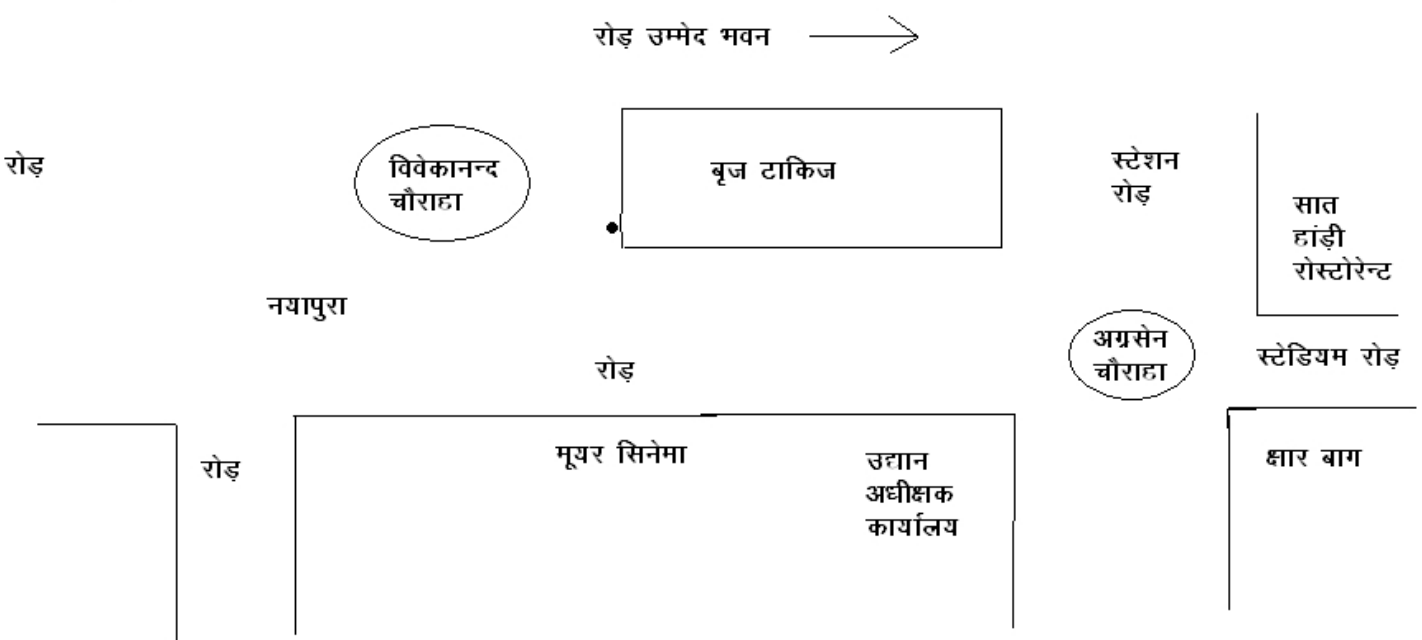 रोड़ उम्मेद भवन
रोड़
विवेकानन्द
चौराहा
बृज टाकिज
स्टेशन
रोड़
सात
हांड़ी
रोस्टोरेन्ट
नयापुरा
रोड़
अग्रसेन
चौराहा
स्टेडियम रोड़
रोड़
मूयर सिनेमा
उद्यान
अधीक्षक
कार्यालय
क्षार बाग